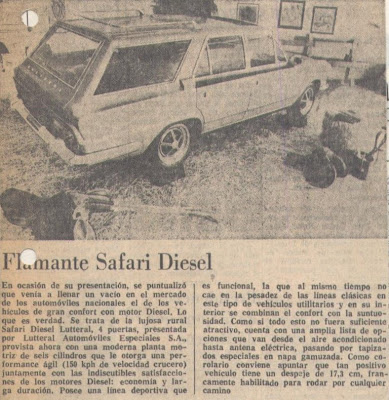 Flamante Safari Diesel
En ocasión de su presentación, se puntualizó
que venía a llenar un vacío en el mercado
de los automóviles nacionales el de los ve-
hículos de gran confort con motor Diesel. Lo
que es verdad. Se trata de la lujosa rural
Safari Diesel Lutteral, 4 puertas, presentada
por Lutteral Automóviles Especiales S.A.,
provista ahora con una moderna planta mo-
triz de seis cilindros que le otorga una per-
formance ágil (150 kph de velocidad crucero)
juntamente con las indiscutibles satisfaccio-
nes de los motores Diesel: economía y lar-
ga duración. Posee una línea deportiva que
es funcional, la que al mismo tiempo no
cae en la pesadez de las líneas clásicas en
este tipo de vehículos utilitarios y en su in-
terior se combinan el confort con la suntuo-
sidad. Como si todo esto no fuera suficiente
atractivo, cuenta con una amplia lista de op-
ciones que van desde el aire acondicionado
hasta antena eléctrica, pasando por tapiza-
dos especiales en napa gamuzada. Como co-
rolario conviene apuntar que tan positivo
vehículo tiene un despeje de 17,3 cm, fran-
camente habilitado para rodar por cualquier
camino